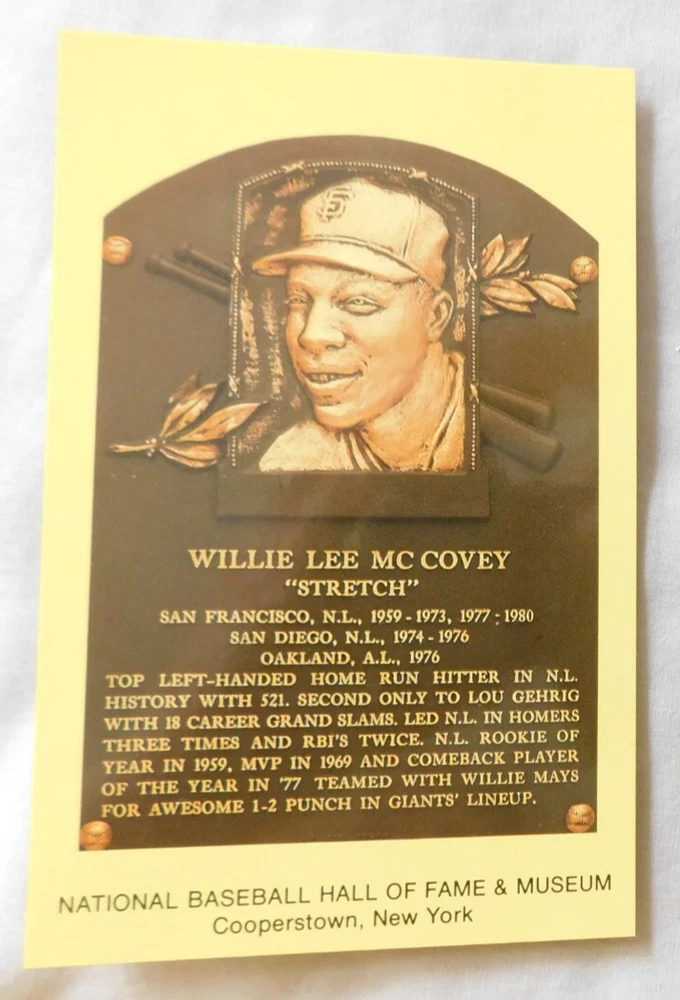 SF
WILLIE LEE MC COVEY
“STRETCH”
SAN FRANCISCO, N.L., 1959-1973, 1977-1980
SAN DIEGO, N.L., 1974-1976
OAKLAND, A.L., 1976
TOP LEFT-HANDED HOME RUN HITTER IN N.L.
HISTORY WITH 521. SECOND ONLY TO LOU GEHRIG
WITH 18 CAREER GRAND SLAMS. LED N.L. IN HOMERS
THREE TIMES AND RBI'S TWICE. N.L. ROOKIE OF
YEAR IN 1959, MVP IN 1969 AND COMEBACK PLAYER
OF THE YEAR IN '77 TEAMED WITH WILLIE MAYS
FOR AWESOME 1-2 PUNCH IN GIANTS' LINEUP.
NATIONAL BASEBALL HALL OF FAME & MUSEUM
Cooperstown, New York